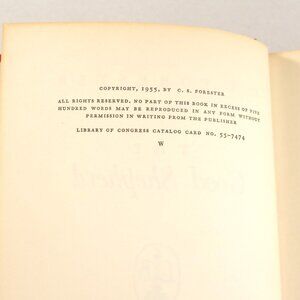 COPYRIGHT, 1955, BY C. S. FORESTER
ALL RIGHTS RESERVED. NO PART OF THIS BOOK IN EXCESS OF FIVE
HUNDRED WORDS MAY BE REPRODUCED IN ANY FORM WITHOUT
PERMISSION IN WRITING FROM THE PUBLISHER
LIBRARY OF CONGRESS CATALOG CARD NO. 55-7474
W